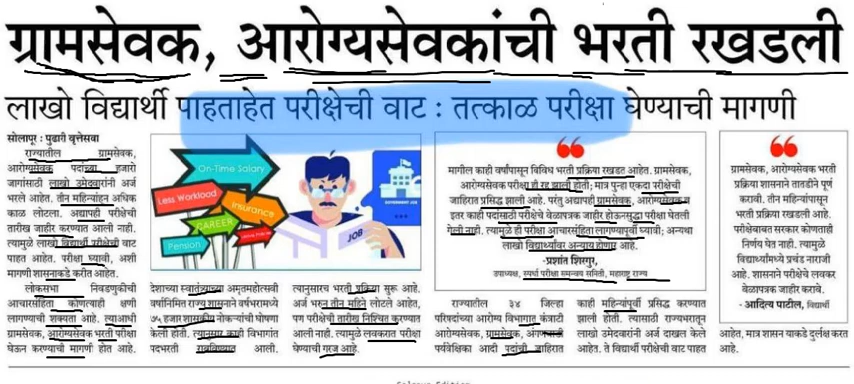 ग्रामसेवक, आरोग्यसेवकांची भरती रखडली
लाखो विद्यार्थी पाहताहेत परीक्षेची वाट : तत्काळ परीक्षा घेण्याची मागणी
सोलापूर : पुढारी वृत्तसेवा
राज्यातील ग्रामसेवक,
आरोग्यसेवक पदांच्या हजारो
जागांसाठी लाखो उमेदवारांनी अर्ज
भरले आहेत. तीन महिन्यांहून अधिक
काळ लोटला. अद्यापही परीक्षेची
तारीख जाहीर करण्यात आली नाही.
त्यामुळे लाखो विद्यार्थी परीक्षेची वाट
पाहत आहेत. परीक्षा घ्यावी, अशी
मागणी शासनाकडे करीत आहेत.
लोकसभा निवडणुकीची
आचारसंहिता कोणत्याही क्षणी
लागण्याची शक्यता आहे. त्याआधी
ग्रामसेवक, आरोग्यसेवक भरती परीक्षा
घेऊन करण्याची मागणी होत आहे.
On-Time Salary
Less Workload
Insurance
CAREER
Pension
JOB
GOVERNMENT JOB
देशाच्या स्वातंत्र्याच्या अमृतमहोत्सवी
वर्षानिमित्त राज्य शासनाने वर्षभरामध्ये
७५ हजार शासकीय नोकऱ्यांची घोषणा
केली होती. त्यानुसार काही विभागांत
पदभरती राबविण्यात आली.
त्यानुसारच भरती प्रक्रिया सुरू आहे.
अर्ज भरून तीन महिने लोटले आहेत,
पण परीक्षेची तारीख निश्चित करण्यात
आली नाही. त्यामुळे लवकरात परीक्षा
घेण्याची गरज आहे.
मागील काही वर्षांपासून विविध भरती प्रक्रिया रखडत आहेत. ग्रामसेवक,
आरोग्यसेवक परीक्षा ही रद्द झाली होती; मात्र पुन्हा एकदा परीक्षेची
जाहिरात प्रसिद्ध झाली आहे. परंतु अद्यापही ग्रामसेवक, आरोग्यसेवक व
इतर काही पदांसाठी परीक्षेचे वेळापत्रक जाहीर होऊनसुद्धा परीक्षा घेतली
गेली नाही. त्यामुळे ही परीक्षा आचारसंहिता लागण्यापूर्वी घ्यावी; अन्यथा
लाखो विद्यार्थ्यांवर अन्याय होणार आहे.
-प्रशांत शिरगुर,
उपाध्यक्ष, स्पर्धा परीक्षा समन्वय समिती, महाराष्ट्र राज्य
राज्यातील ३४ जिल्हा
परिषदांच्या आरोग्य विभागात कंत्राटी
आरोग्यसेवक, ग्रामसेवक, अंगणवाडी
पर्यवेक्षिका आदी पदांची जाहिरात
काही महिन्यांपूर्वी प्रसिद्ध करण्यात
झाली होती. त्यासाठी राज्यभरातून
लाखो उमेदवारांनी अर्ज दाखल केले
आहेत. ते विद्यार्थी परीक्षेची वाट पाहत
ग्रामसेवक, आरोग्यसेवक भरती
प्रक्रिया शासनाने तातडीने पूर्ण
करावी. तीन महिन्यांपासून
भरती प्रक्रिया रखडली आहे.
परीक्षेबाबत सरकार कोणताही
निर्णय घेत नाही. त्यामुळे
विद्यार्थ्यांमध्ये प्रचंड नाराजी
आहे. शासनाने परीक्षेचे लवकर
वेळापत्रक जाहीर करावे.
- आदित्य पाटील, विद्यार्थी
आहेत, मात्र शासन याकडे दुर्लक्ष करत
आहे.